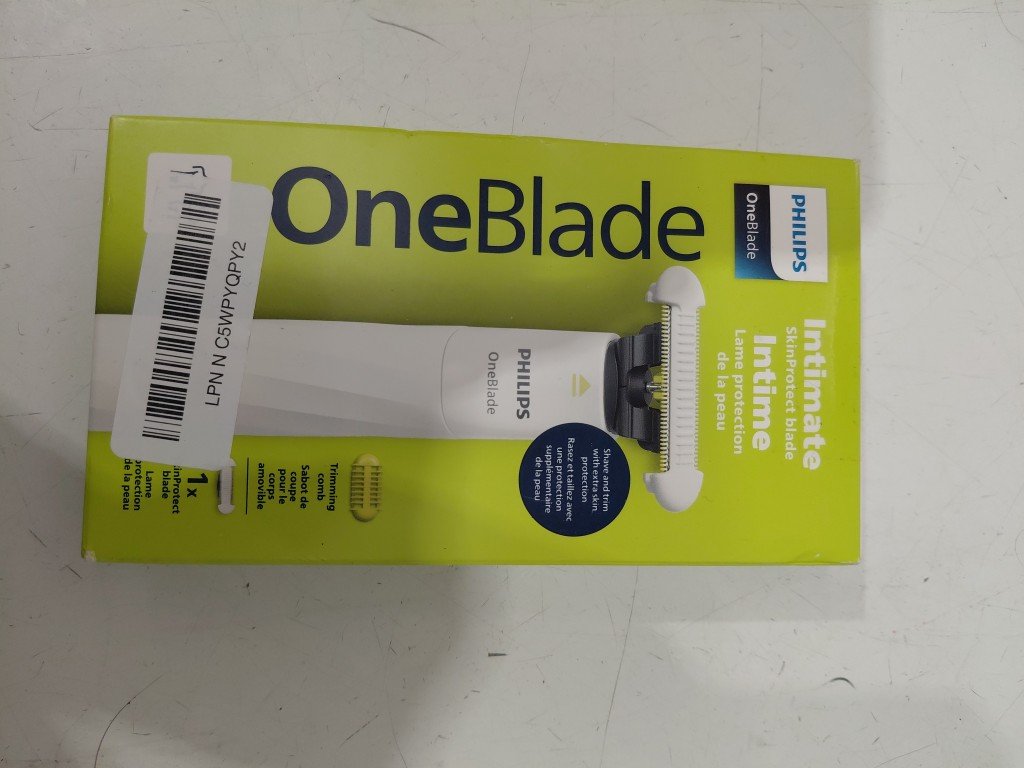 OneBlade
PHILIPS
OneBlade
Intimate
SkinProtect blade
Intime
Lame protection
de la peau
PHILIPS
OneBlade
Shave and trim
with extra skin
protection
Rasez et taillez avec
une protection
supplémentaire
de la peau
Trimming
comb
Sabot de
coupe
pour le
corps
amovible
1x
blade
Lame
de la peau
LPN N C5WPYQPY2